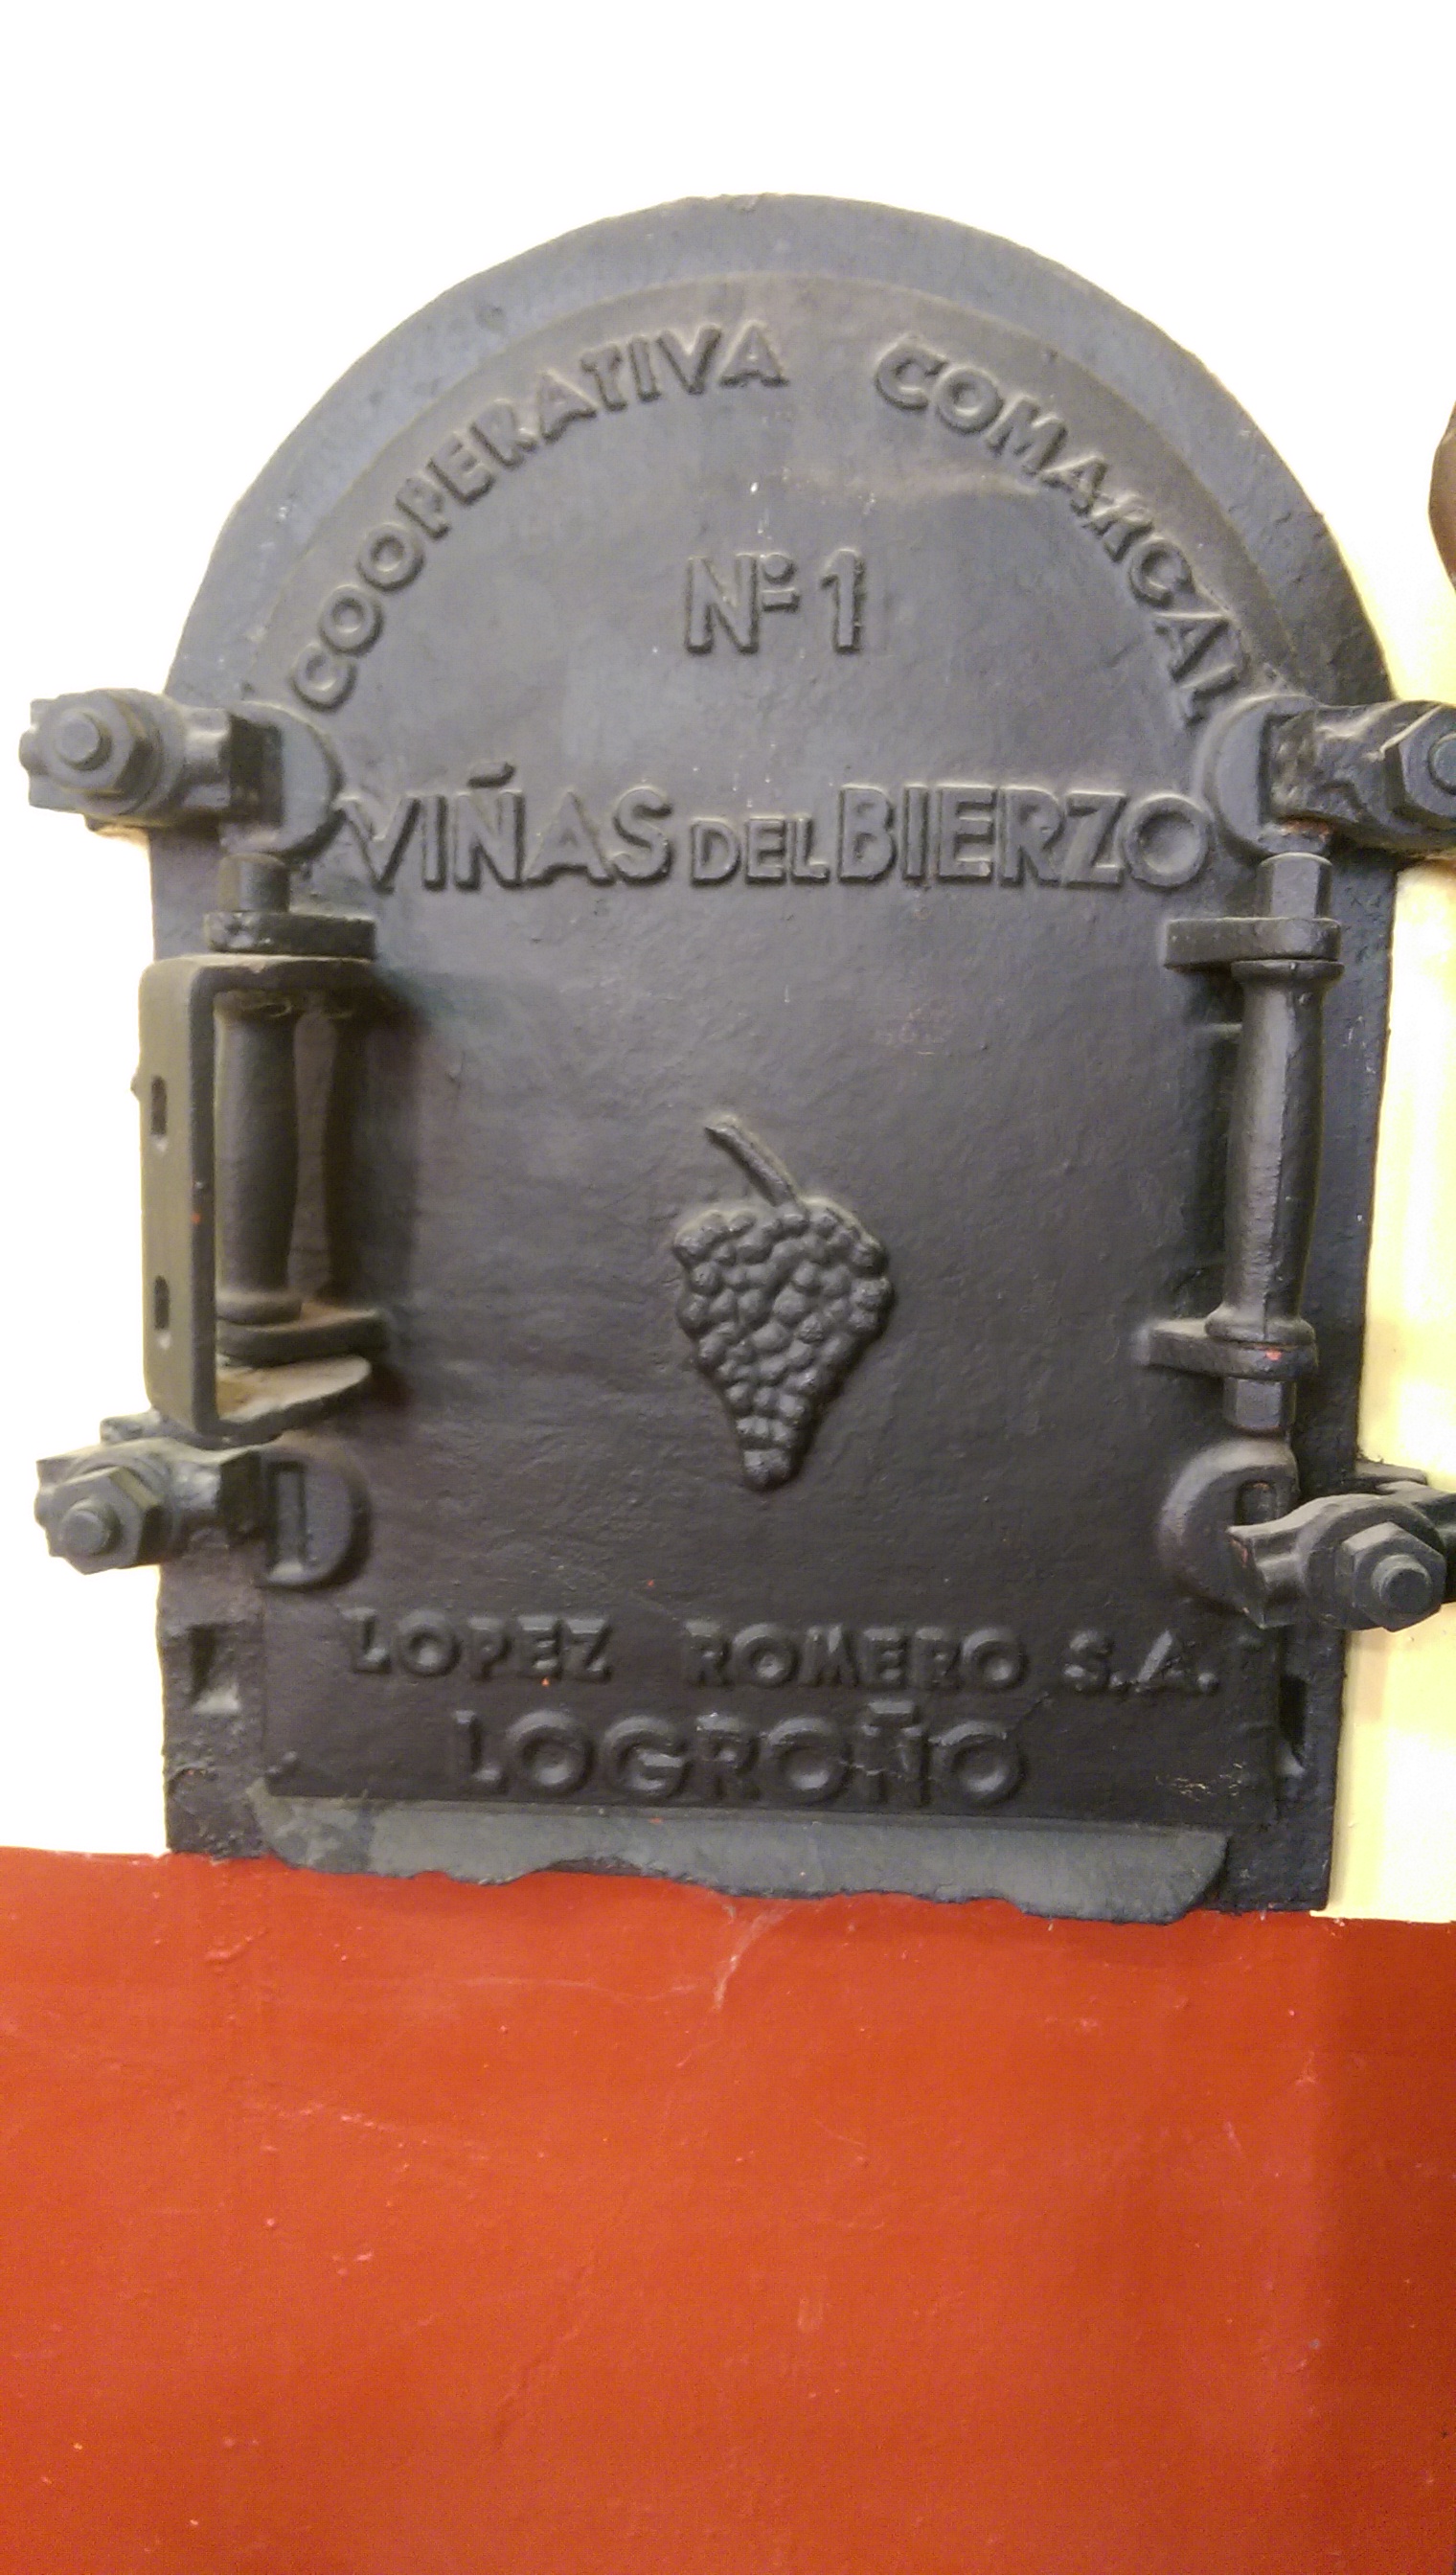 COOPERATIVA COMARCAL
Nº 1
VIÑAS DEL BIERZO
LOPEZ ROMERO S.A.
LOGROÑO